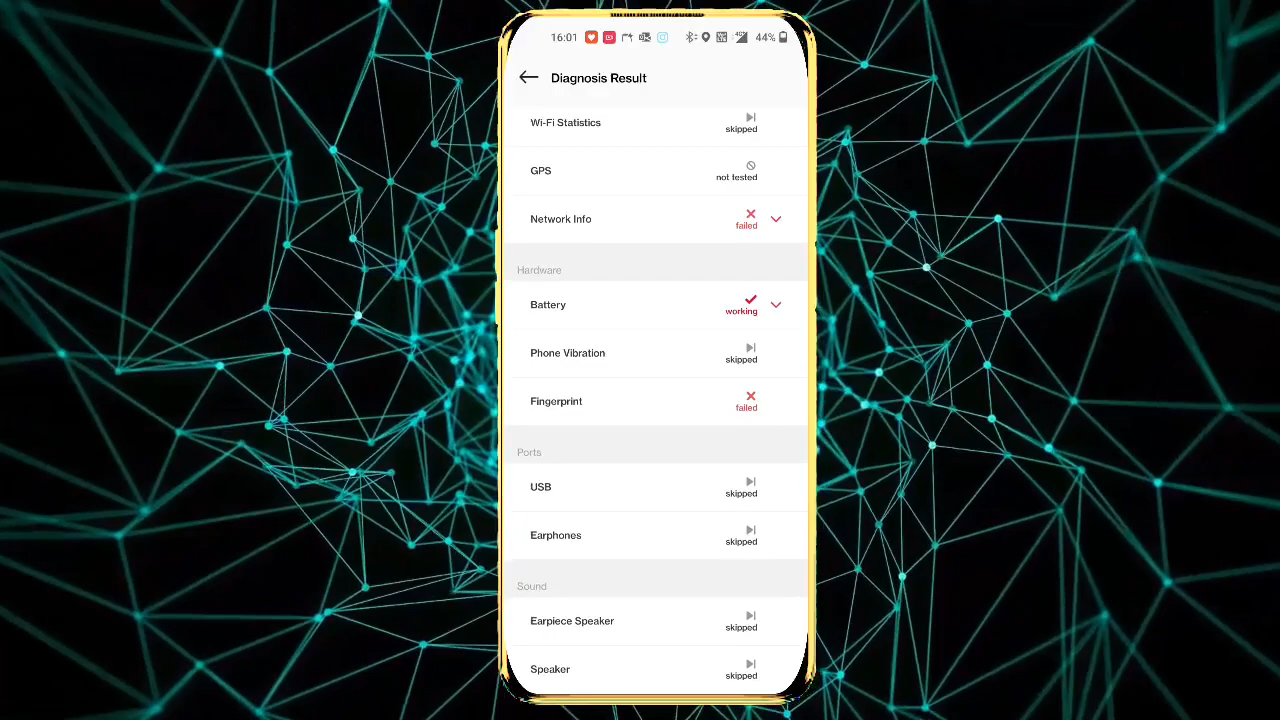 16:01 44%
Diagnosis Result
Wi-Fi Statistics skipped
GPS not tested
Network Info failed
Hardware
Battery working
Phone Vibration skipped
Fingerprint failed
Ports
USB skipped
Earphones skipped
Sound
Earpiece Speaker skipped
Speaker skipped